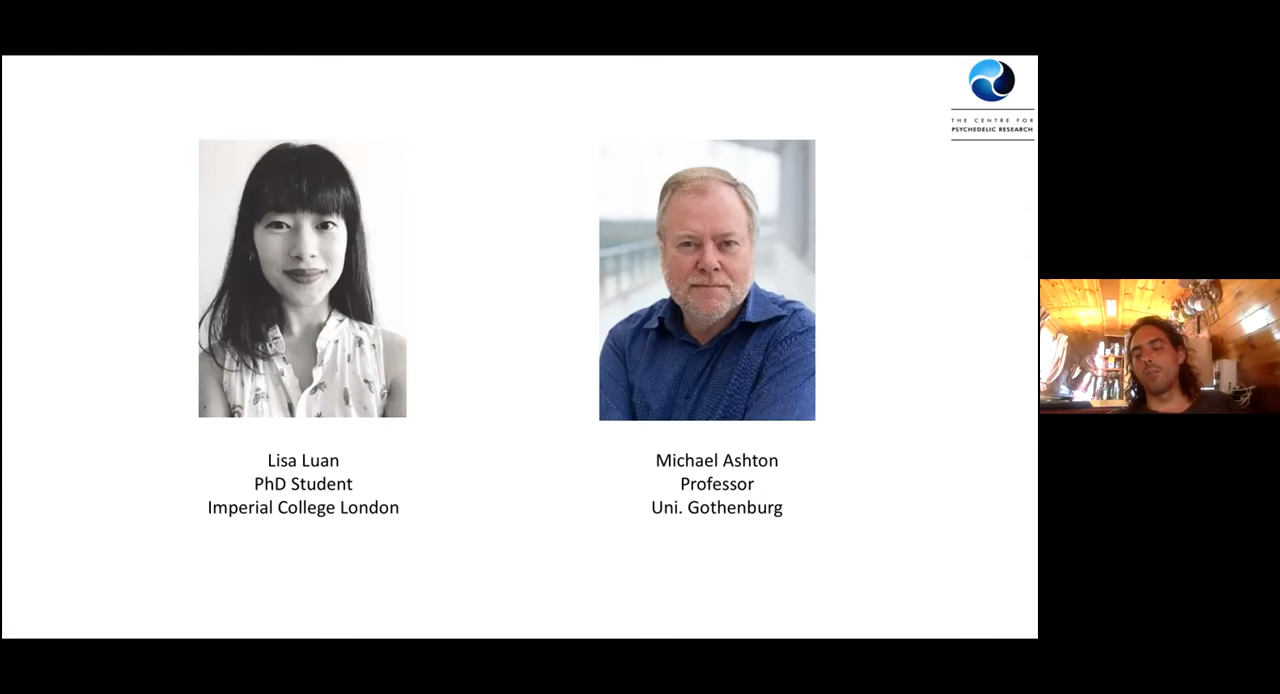 THE CENTRE FOR
PSYCHEDELIC RESEARCH
Lisa Luan
PhD Student
Imperial College London
Michael Ashton
Professor
Uni. Gothenburg